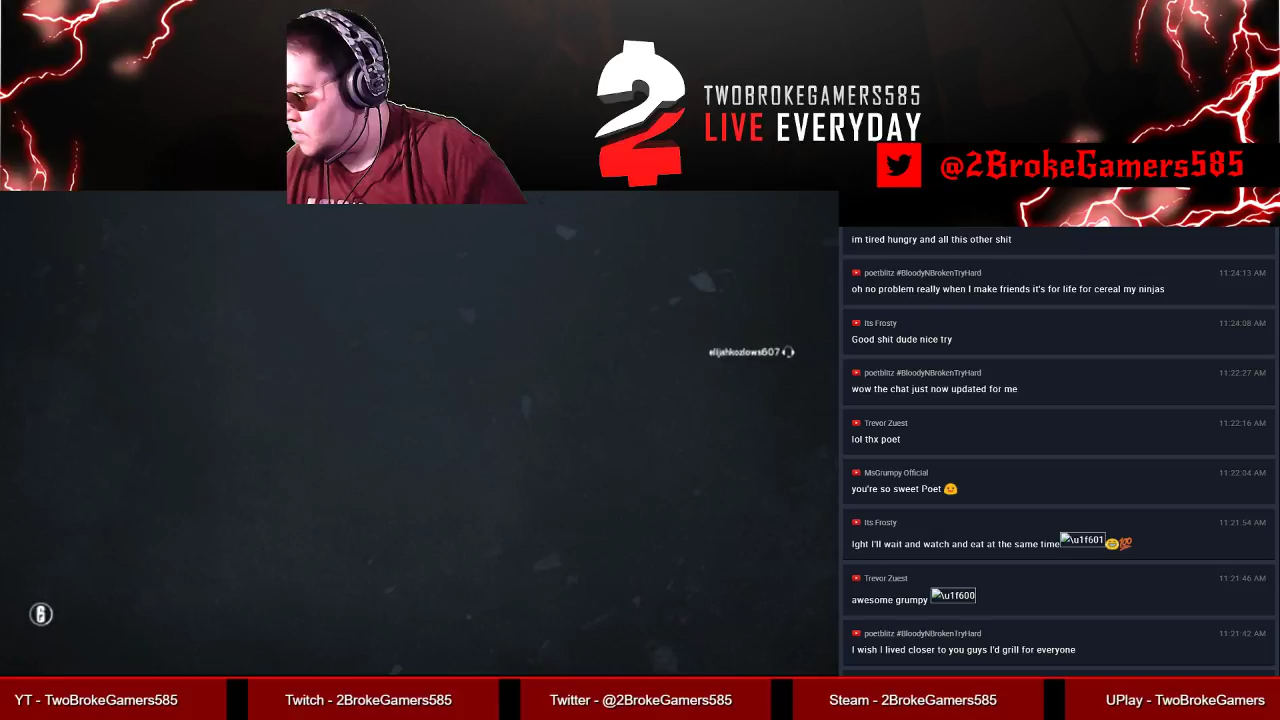 2
TWOBROKEGAMERS585
LIVE EVERYDAY
@2BrokeGamers585
im tired hungry and all this other shit
poetblitz #BloodyNBrokenTryHard 11:24:13 AM
oh no problem really when I make friends it's for life for cereal my ninjas
Its Frosty 11:24:08 AM
Good shit dude nice try
poetblitz #BloodyNBrokenTryHard 11:22:27 AM
wow the chat just now updated for me
Trevor Zuest 11:22:16 AM
lol thx poet
MsGrumpy Official 11:22:04 AM
you're so sweet Poet
Its Frosty 11:21:54 AM
Ight I'll wait and watch and eat at the same time \u1f601 100
Trevor Zuest 11:21:46 AM
awesome grumpy \u1f600
poetblitz #BloodyNBrokenTryHard 11:21:42 AM
I wish I lived closer to you guys I'd grill for everyone
elijahkozlows607
6
YT - TwoBrokeGamers585
Twitch - 2BrokeGamers585
Twitter - @2BrokeGamers585
Steam - 2BrokeGamers585
UPlay - TwoBrokeGamers